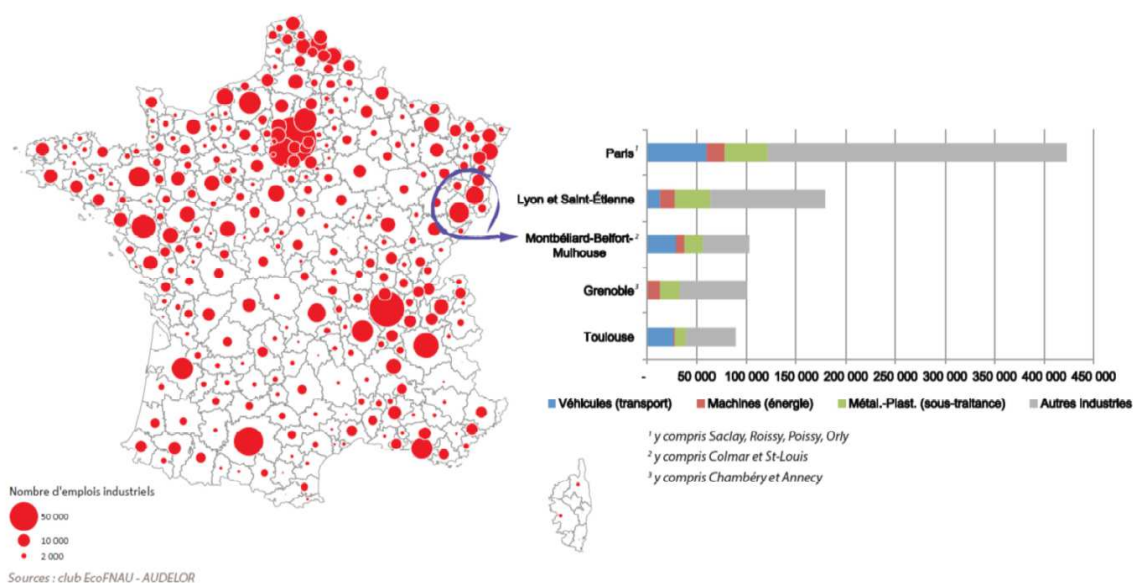 Paris¹
Lyon et Saint-Étienne
Montbéliard-Belfort-²
Mulhouse
Grenoble³
Toulouse
- 50 000 100 000 150 000 200 000 250 000 300 000 350 000 400 000 450 000
Véhicules (transport) Machines (énergie) Métal.-Plast. (sous-traitance) Autres industries
¹ y compris Saclay, Roissy, Poissy, Orly
² y compris Colmar et St-Louis
³ y compris Chambéry et Annecy
Nombre d'emplois industriels
50 000
10 000
2 000
Sources : club EcoFNAU - AUDELOR